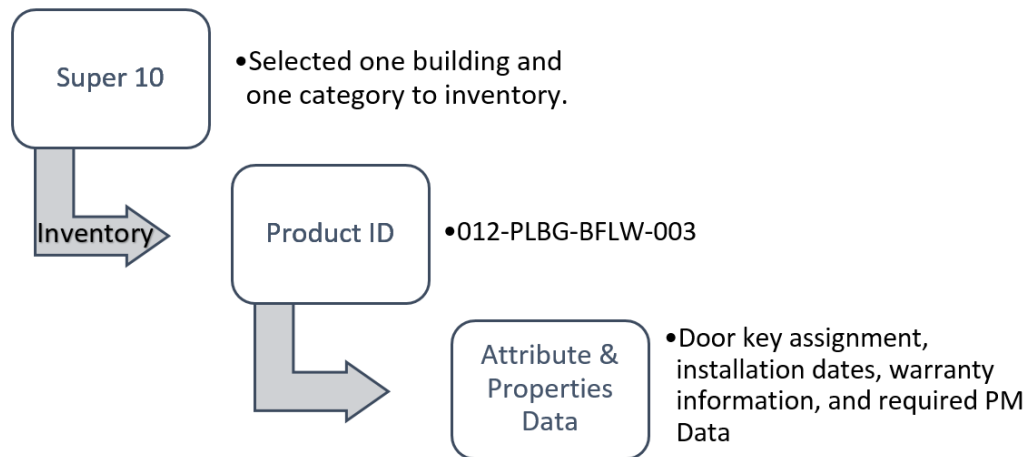 Super 10
•Selected one building and
one category to inventory.
Inventory
Product ID
•012-PLBG-BFLW-003
Attribute &
Properties
Data
•Door key assignment,
installation dates, warranty
information, and required PM
Data